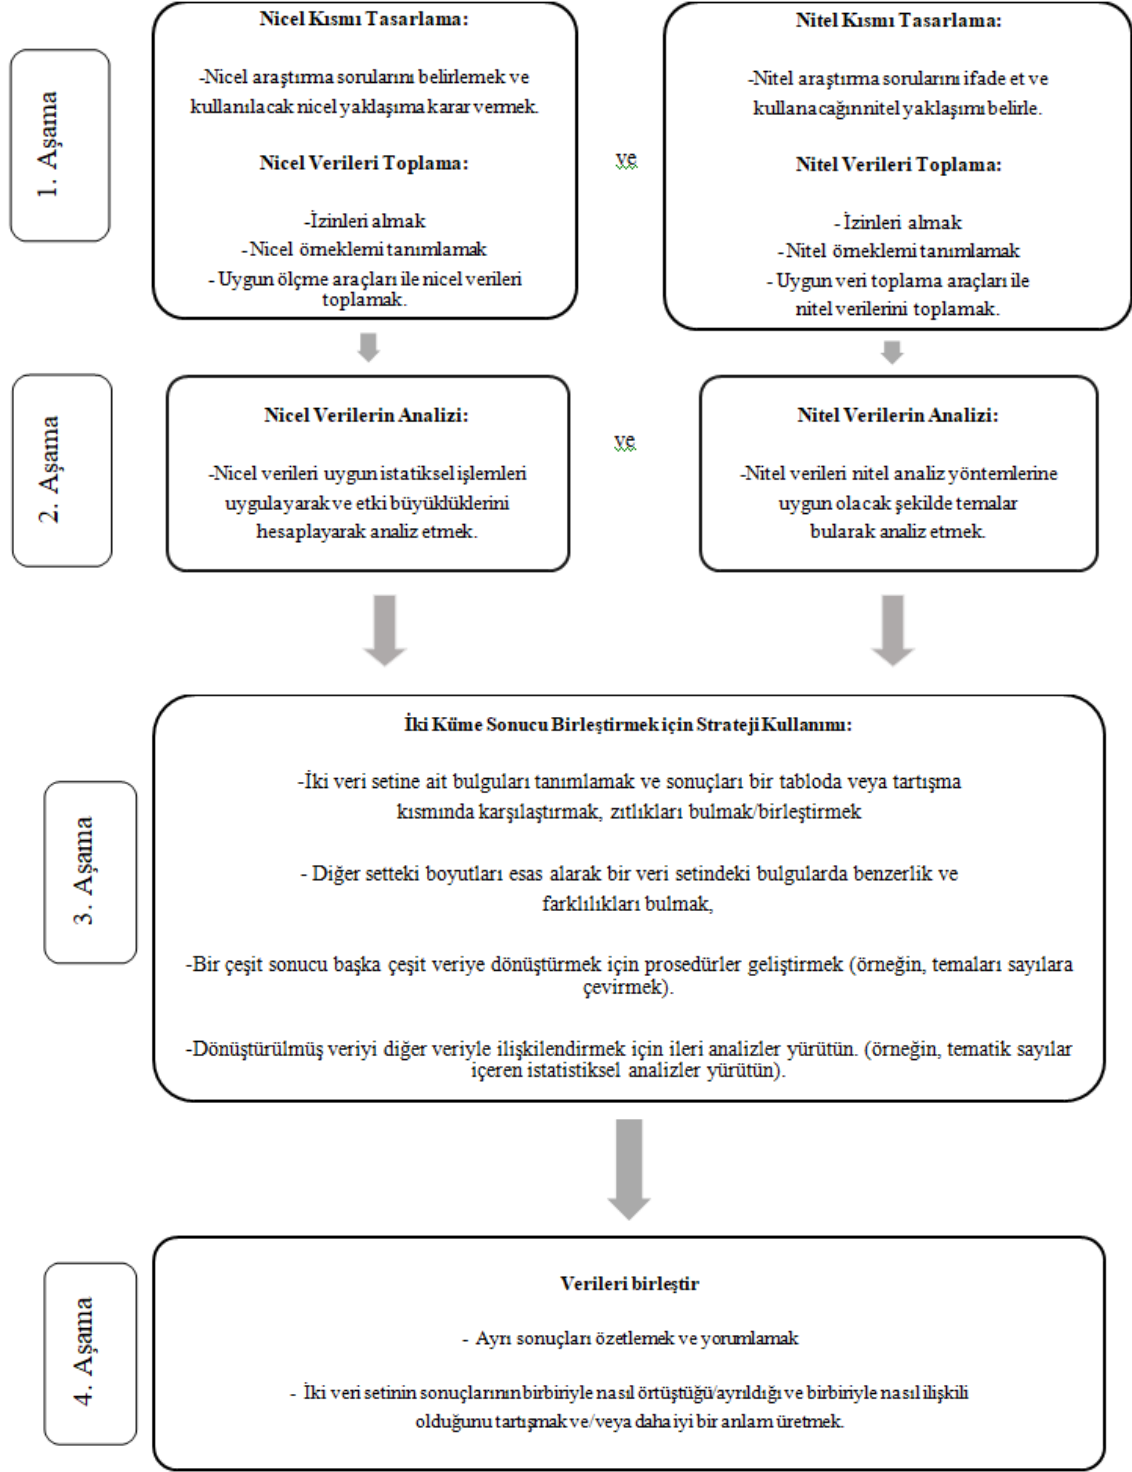 1. Aşama
Nicel Kısmı Tasarlama:
-Nicel araştırma sorularını belirlemek ve
kullanılacak nicel yaklaşıma karar vermek.
Nicel Verileri Toplama:
-İzinleri almak
- Nicel örneklemi tanımlamak
- Uygun ölçme araçları ile nicel verileri
toplamak.
ve
Nitel Kısmı Tasarlama:
-Nitel araştırma sorularını ifade et ve
kullanacağın nitel yaklaşımı belirle.
Nitel Verileri Toplama:
- İzinleri almak
- Nitel örneklemi tanımlamak
- Uygun veri toplama araçları ile
nitel verilerini toplamak.
2. Aşama
Nicel Verilerin Analizi:
-Nicel verileri uygun istatiksel işlemleri
uygulayarak ve etki büyüklüklerini
hesaplayarak analiz etmek.
ve
Nitel Verilerin Analizi:
- Nitel verileri nitel analiz yöntemlerine
uygun olacak şekilde temalar
bularak analiz etmek.
3. Aşama
İki Küme Sonucu Birleştirmek için Strateji Kullanımı:
-İki veri setine ait bulguları tanımlamak ve sonuçları bir tabloda veya tartışma
kısmında karşılaştırmak, zıtlıkları bulmak/birleştirmek
- Diğer setteki boyutları esas alarak bir veri setindeki bulgularda benzerlik ve
farklılıkları bulmak,
-Bir çeşit sonucu başka çeşit veriye dönüştürmek için prosedürler geliştirmek (örneğin, temaları sayılara
çevirmek).
-Dönüştürülmüş veriyi diğer veriyle ilişkilendirmek için ileri analizler yürütün. (örneğin, tematik sayılar
içeren istatistiksel analizler yürütün).
4. Aşama
Verileri birleştir
- Ayrı sonuçları özetlemek ve yorumlamak
- İki veri setinin sonuçlarının birbiriyle nasıl örtüştüğü/ayrıldığı ve birbiriyle nasıl ilişkili
olduğunu tartışmak ve/veya daha iyi bir anlam üretmek.